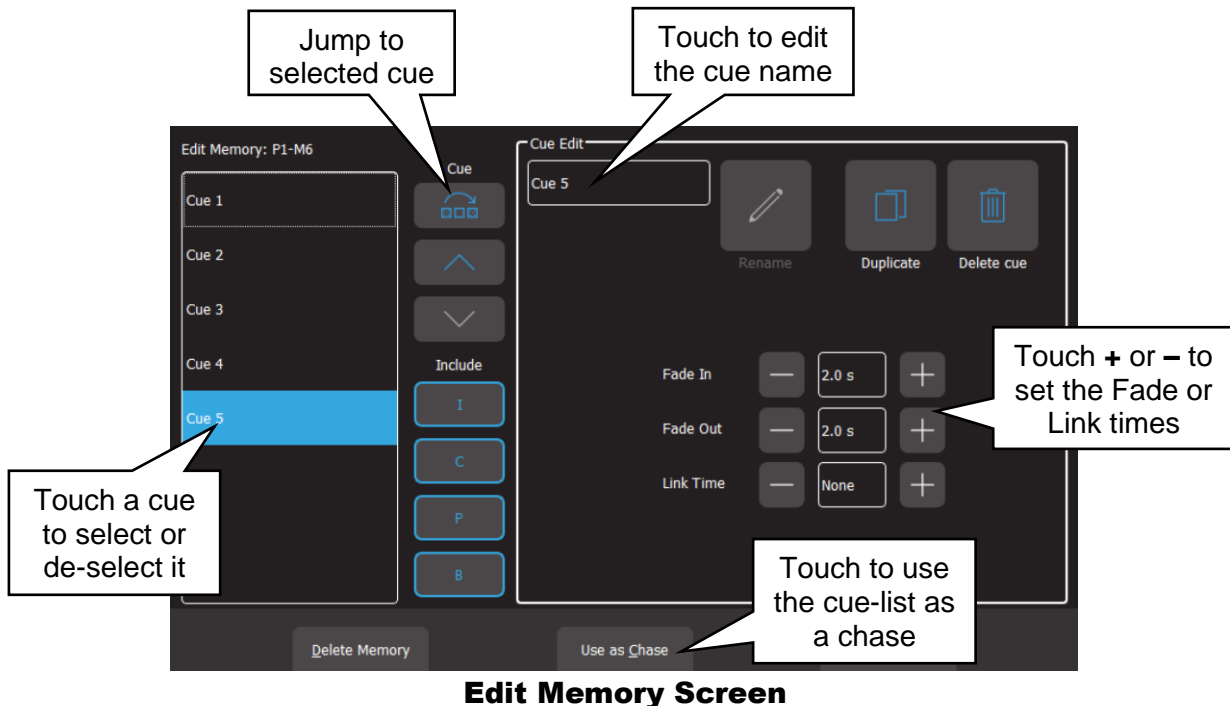 Jump to
selected cue
Touch to edit
the cue name
Edit Memory: P1-M6
Cue 1
Cue 2
Cue 3
Cue 4
Cue 5
Cue
Include
I
C
P
B
Cue Edit
Cue 5
Rename
Duplicate
Delete cue
Fade In
2.0 s
Fade Out
2.0 s
Link Time
None
Touch + or – to
set the Fade or
Link times
Touch a cue
to select or
de-select it
Touch to use
the cue-list as
a chase
Delete Memory
Use as Chase
Edit Memory Screen